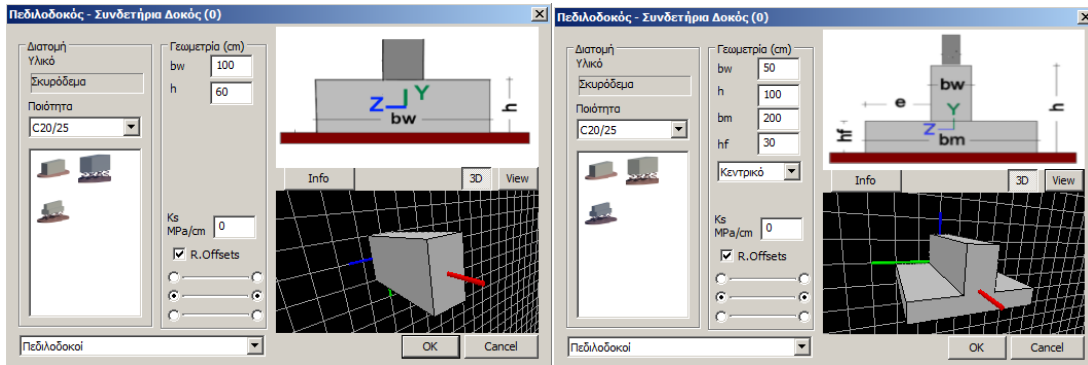 Πεδιλοδοκός - Συνδετήρια Δοκός (0)
Διατομή
Υλικό
Σκυρόδεμα
Ποιότητα
C20/25
Γεωμετρία (cm)
bw 100
h 60
Ks
MPa/cm 0
R.Offsets
Y
Z
bw
h
Info 3D View
Πεδιλοδοκοί
OK Cancel
Πεδιλοδοκός - Συνδετήρια Δοκός (0)
Διατομή
Υλικό
Σκυρόδεμα
Ποιότητα
C20/25
Γεωμετρία (cm)
bw 50
h 100
bm 200
hf 30
Κεντρικό
Ks
MPa/cm 0
R.Offsets
bw
e
Y
h
hf
Z
bm
Info 3D View
Πεδιλοδοκοί
OK Cancel